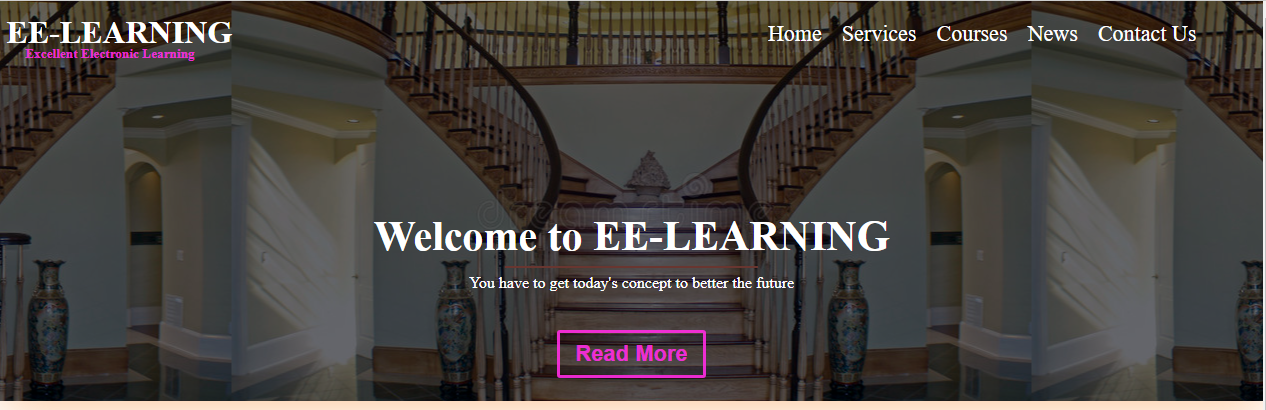 EE-LEARNING
Excellent Electronic Learning
Home Services Courses News Contact Us
Welcome to EE-LEARNING
You have to get today's concept to better the future
Read More